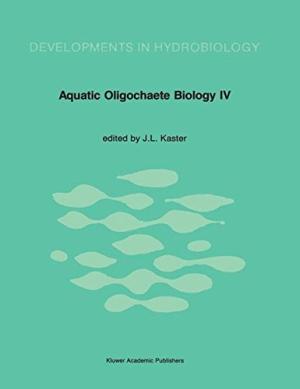 DEVELOPMENTS IN HYDROBIOLOGY
Aquatic Oligochaete Biology IV
edited by J.L. Kaster
Kluwer Academic Publishers